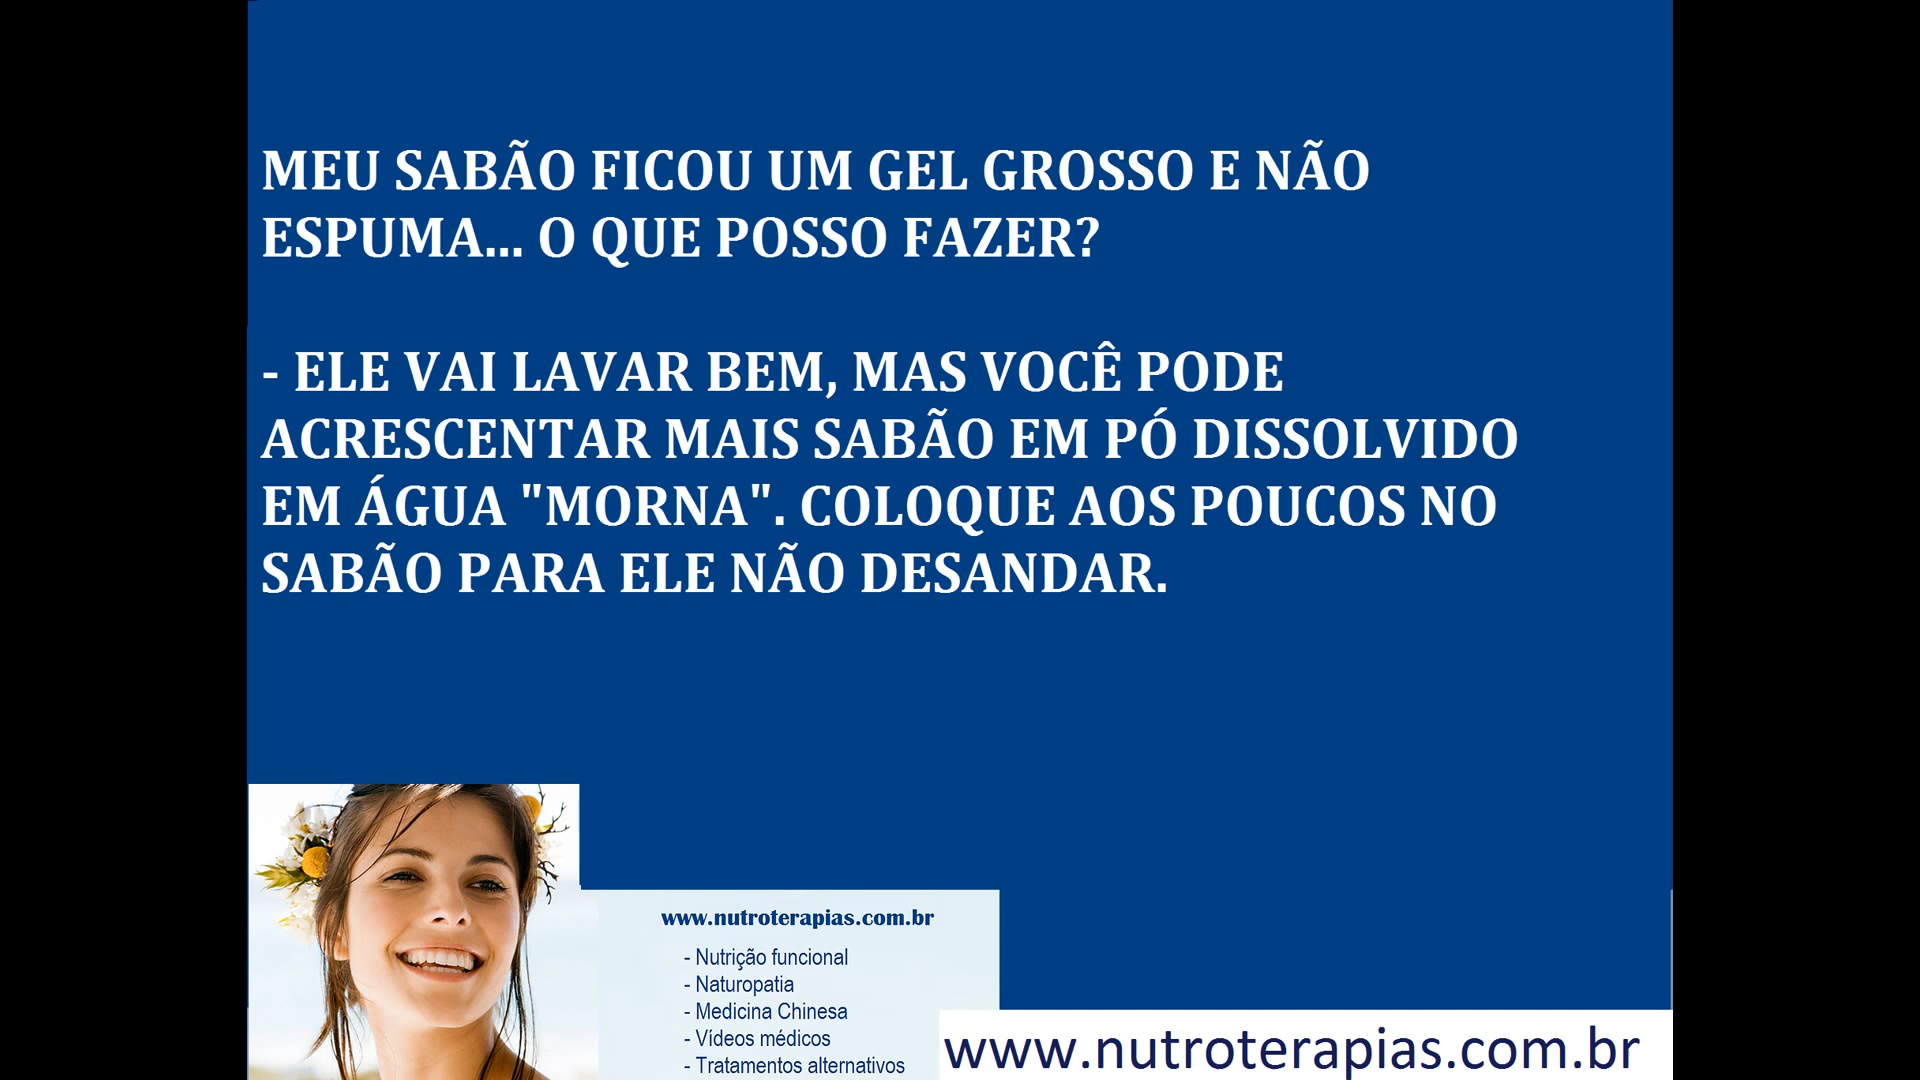 MEU SABÃO FICOU UM GEL GROSSO E NÃO
ESPUMA... O QUE POSSO FAZER?
- ELE VAI LAVAR BEM, MAS VOCÊ PODE
ACRESCENTAR MAIS SABÃO EM PÓ DISSOLVIDO
EM ÁGUA "MORNA". COLOQUE AOS POUCOS NO
SABÃO PARA ELE NÃO DESANDAR.
www.nutroterapias.com.br
- Nutrição funcional
- Naturopatia
- Medicina Chinesa
- Vídeos médicos
- Tratamentos alternativos
www.nutroterapias.com.br